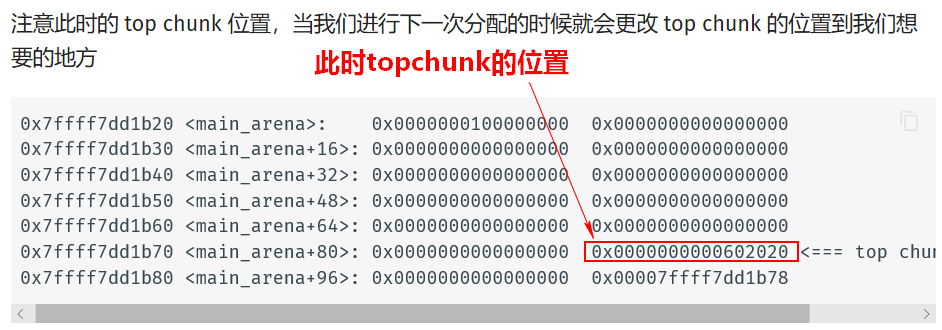 注意此时的 top chunk 位置，当我们进行下一次分配的时候就会更改 top chunk 的位置到我们想
要的地方
此时topchunk的位置
0x7ffff7dd1b20 <main_arena>:    0x0000000100000000  0x0000000000000000
0x7ffff7dd1b30 <main_arena+16>: 0x0000000000000000  0x0000000000000000
0x7ffff7dd1b40 <main_arena+32>: 0x0000000000000000  0x0000000000000000
0x7ffff7dd1b50 <main_arena+48>: 0x0000000000000000  0x0000000000000000
0x7ffff7dd1b60 <main_arena+64>: 0x0000000000000000  0x0000000000000000
0x7ffff7dd1b70 <main_arena+80>: 0x0000000000000000  0x0000000000602020 <=== top chun
0x7ffff7dd1b80 <main_arena+96>: 0x0000000000000000  0x00007ffff7dd1b78